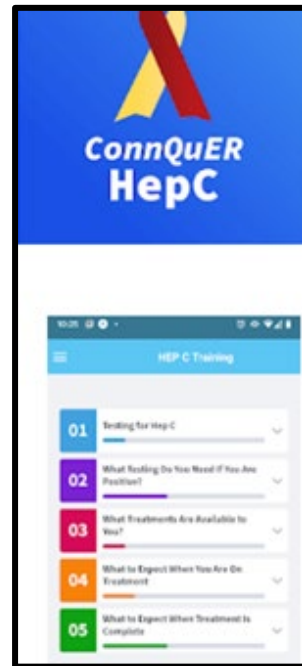 ConnQuER
HepC
10:25
HEP C Training
01
Testing for Hep C
02
What Testing Do You Need If You Are
Positive?
03
What Treatments Are Available to
You?
04
What to Expect When You Are On
Treatment
05
What to Expect When Treatment Is
Complete